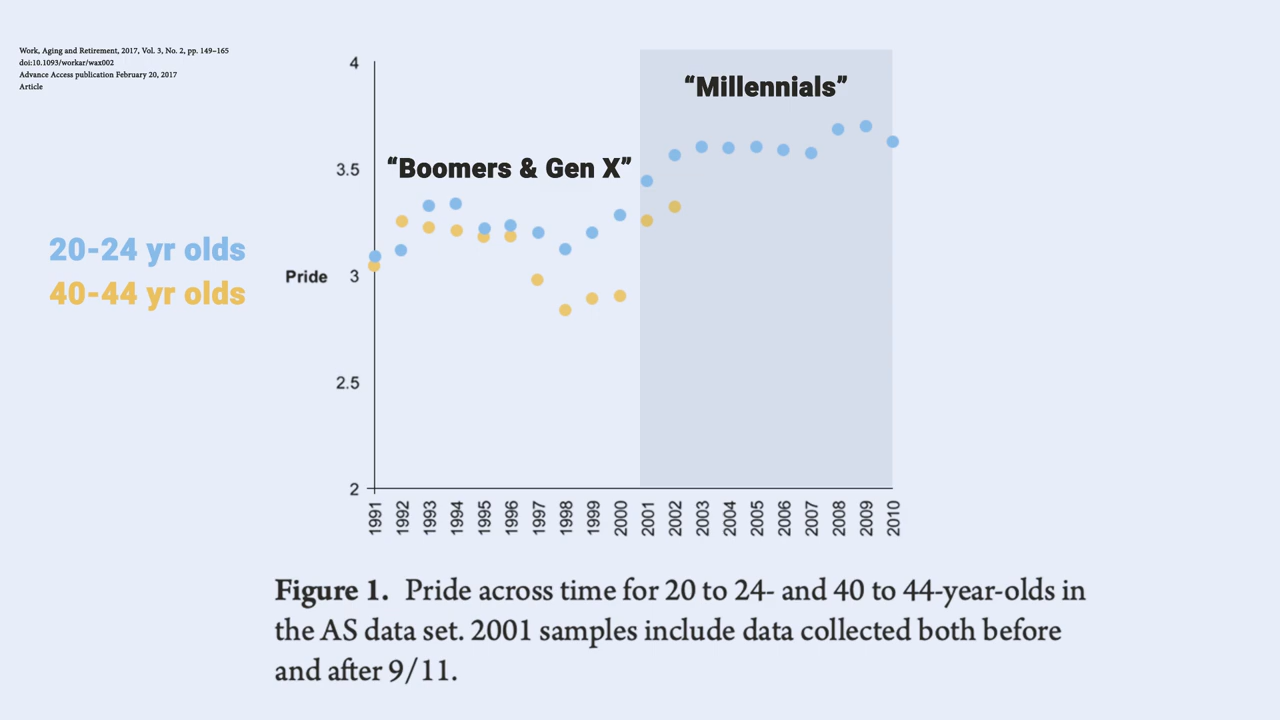 Work, Aging and Retirement, 2017, Vol. 3, No. 2, pp. 149–165
doi:10.1093/workar/wax002
Advance Access publication February 20, 2017
Article
20-24 yr olds
40-44 yr olds
“Millennials”
“Boomers & Gen X”
Pride
4
3.5
3
2.5
2
1991
1992
1993
1994
1995
1996
1997
1998
1999
2000
2001
2002
2003
2004
2005
2006
2007
2008
2009
2010
Figure 1. Pride across time for 20 to 24- and 40 to 44-year-olds in
the AS data set. 2001 samples include data collected both before
and after 9/11.